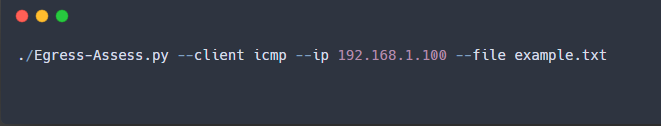 ./Egress-Assess.py --client icmp --ip 192.168.1.100 --file example.txt